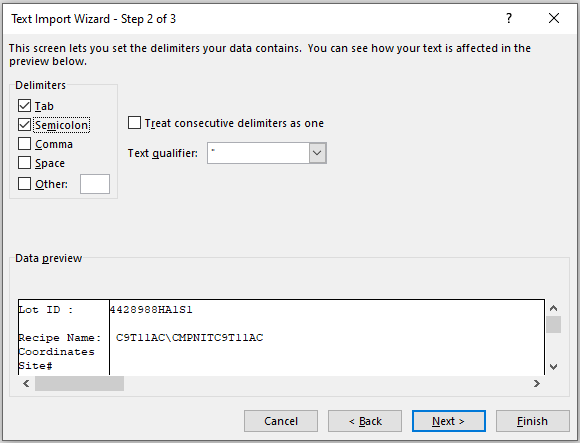 Text Import Wizard - Step 2 of 3
This screen lets you set the delimiters your data contains. You can see how your text is affected in the
preview below.
Delimiters
Tab
Semicolon
Comma
Space
Other:
Treat consecutive delimiters as one
Text qualifier: "
Data preview
Lot ID : 4428988HA1S1
Recipe Name: C9T11AC\CMPNITC9T11AC
Coordinates
Site#
Cancel < Back Next > Finish